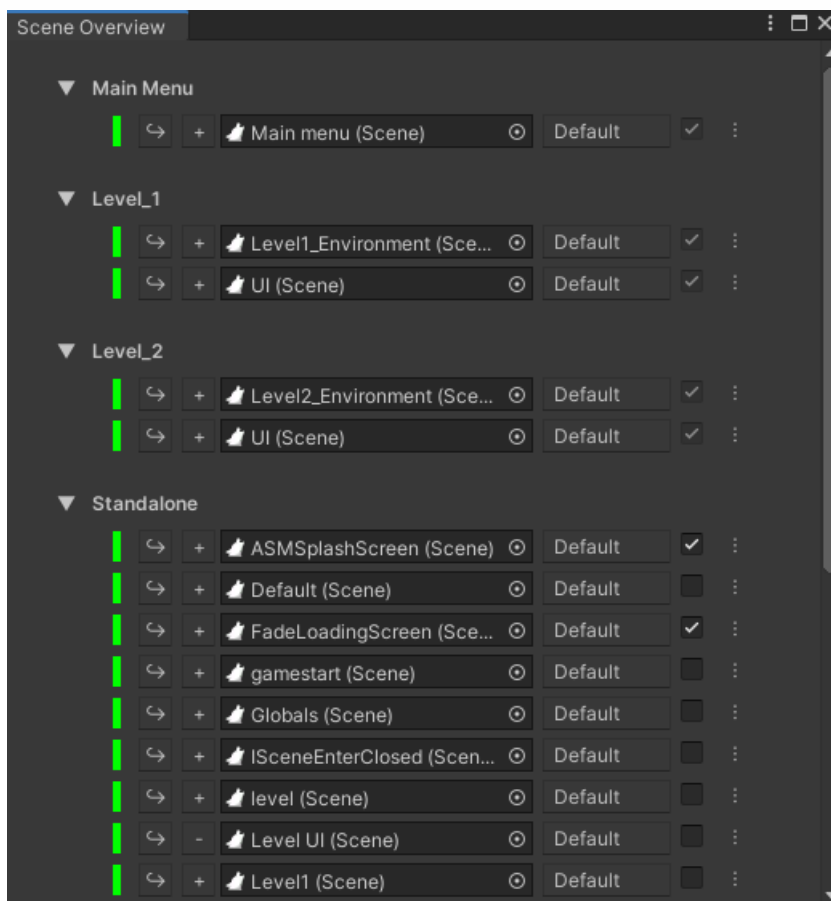 Scene Overview
Main Menu
+ Main menu (Scene) Default
Level_1
+ Level1_Environment (Sce... Default
+ UI (Scene) Default
Level_2
+ Level2_Environment (Sce... Default
+ UI (Scene) Default
Standalone
+ ASMSplashScreen (Scene) Default
+ Default (Scene) Default
+ FadeLoadingScreen (Sce... Default
+ gamestart (Scene) Default
+ Globals (Scene) Default
+ ISceneEnterClosed (Scen... Default
+ level (Scene) Default
- Level UI (Scene) Default
+ Level1 (Scene) Default